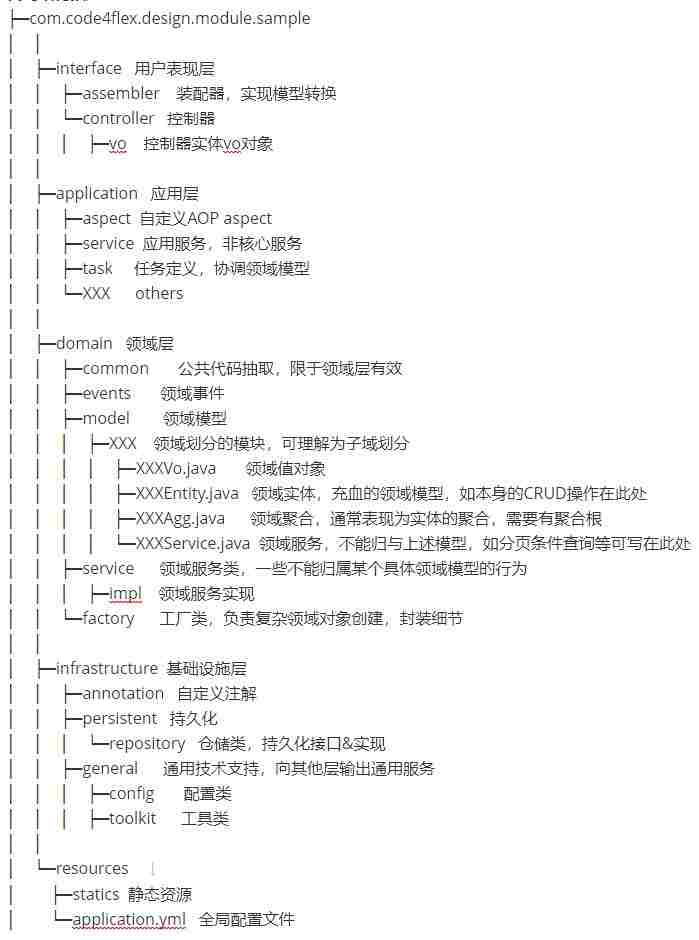 ├─com.code4flex.design.module.sample
│ │
│ ├─interface 用户表现层
│ │ ├─assembler 装配器，实现模型转换
│ │ └─controller 控制器
│ │ │ ├─vo 控制器实体vo对象
│ │
│ ├─application 应用层
│ │ ├─aspect 自定义AOP aspect
│ │ ├─service 应用服务，非核心服务
│ │ ├─task 任务定义，协调领域模型
│ │ └─XXX others
│ │
│ ├─domain 领域层
│ │ ├─common 公共代码抽取，限于领域层有效
│ │ ├─events 领域事件
│ │ ├─model 领域模型
│ │ │ ├─XXX 领域划分的模块，可理解为子域划分
│ │ │ │ ├─XXXVo.java 领域值对象
│ │ │ │ ├─XXXEntity.java 领域实体，充血的领域模型，如本身的CRUD操作在此处
│ │ │ │ ├─XXXAgg.java 领域聚合，通常表现为实体的聚合，需要有聚合根
│ │ │ │ └─XXXService.java 领域服务，不能归与上述模型，如分页条件查询等可写在此处
│ │ ├─service 领域服务类，一些不能归属某个具体领域模型的行为
│ │ │ ├─impl 领域服务实现
│ │ └─factory 工厂类，负责复杂领域对象创建，封装细节
│ │
│ ├─infrastructure 基础设施层
│ │ ├─annotation 自定义注解
│ │ ├─persistent 持久化
│ │ │ └─repository 仓储类，持久化接口&实现
│ │ ├─general 通用技术支持，向其他层输出通用服务
│ │ │ ├─config 配置类
│ │ │ ├─toolkit 工具类
│ │
│ └─resources
│ ├─statics 静态资源
│ └─application.yml 全局配置文件